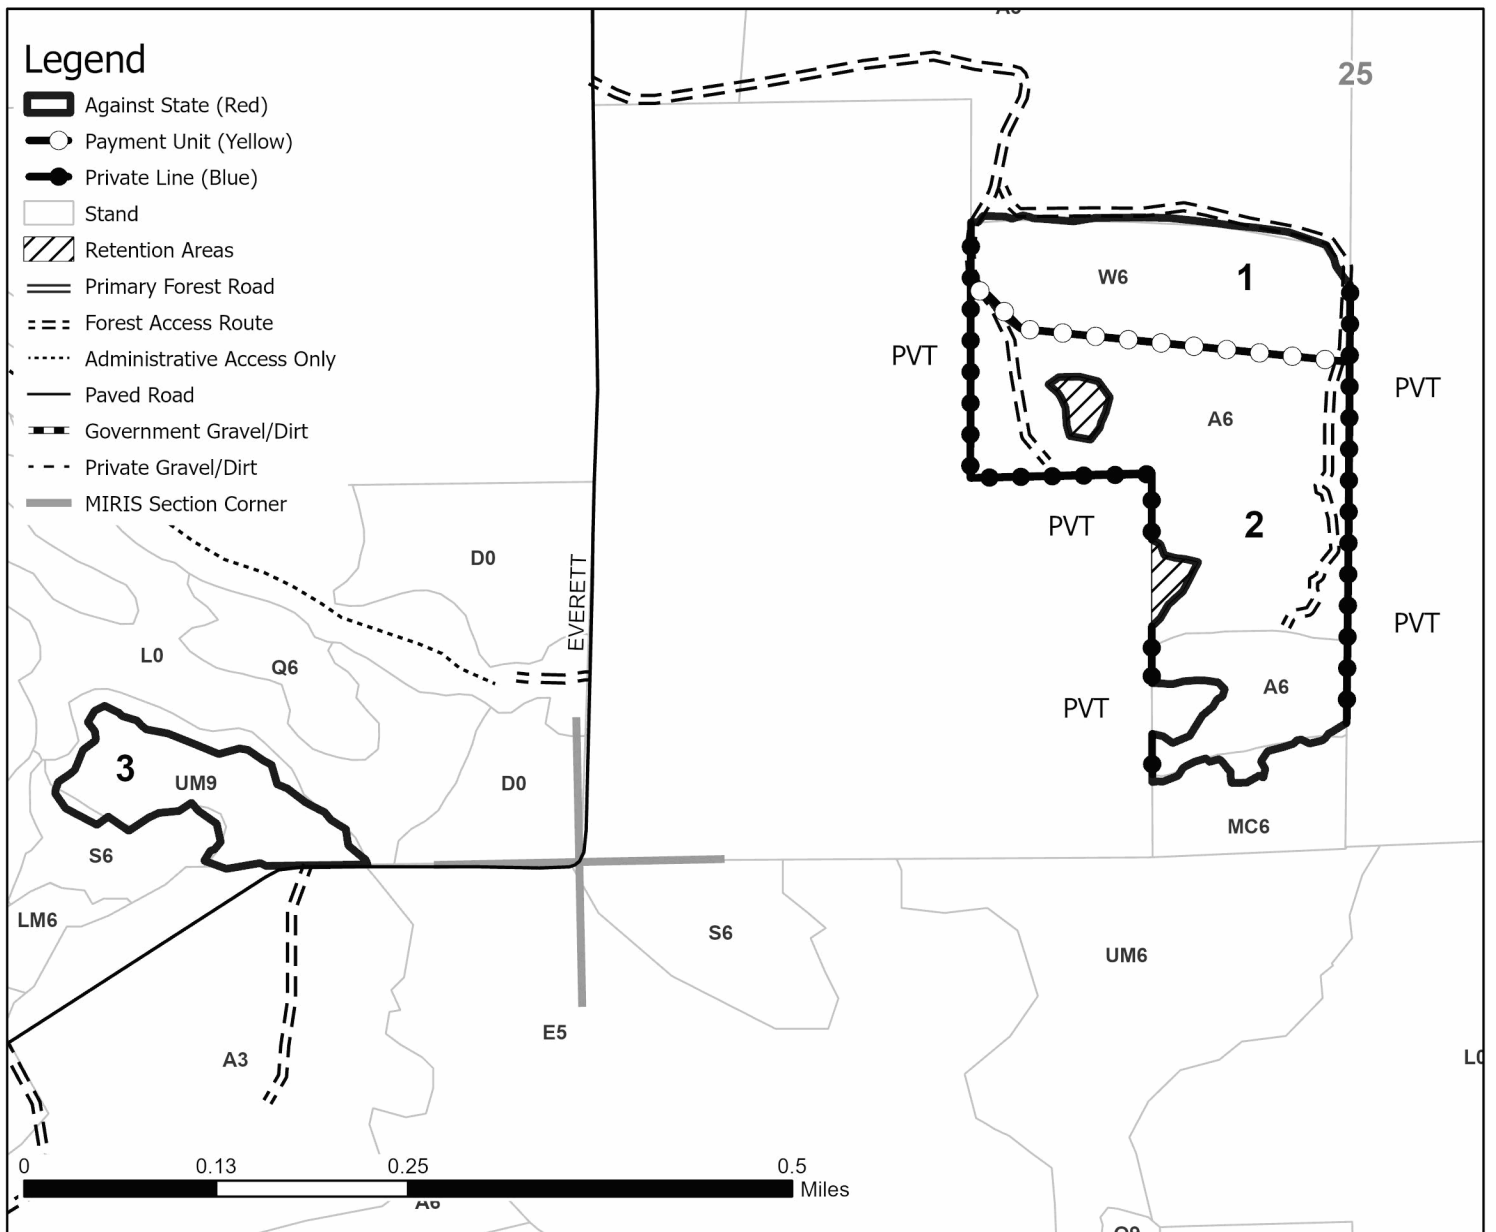 Legend
Against State (Red)
Payment Unit (Yellow)
Private Line (Blue)
Stand
Retention Areas
Primary Forest Road
Forest Access Route
Administrative Access Only
Paved Road
Government Gravel/Dirt
Private Gravel/Dirt
MIRIS Section Corner
25
W6
1
PVT
PVT
A6
2
PVT
PVT
A6
PVT
MC6
D0
EVERETT
L0
Q6
3
UM9
D0
S6
LM6
S6
UM6
E5
A3
0 0.13 0.25 0.5
Miles
A6